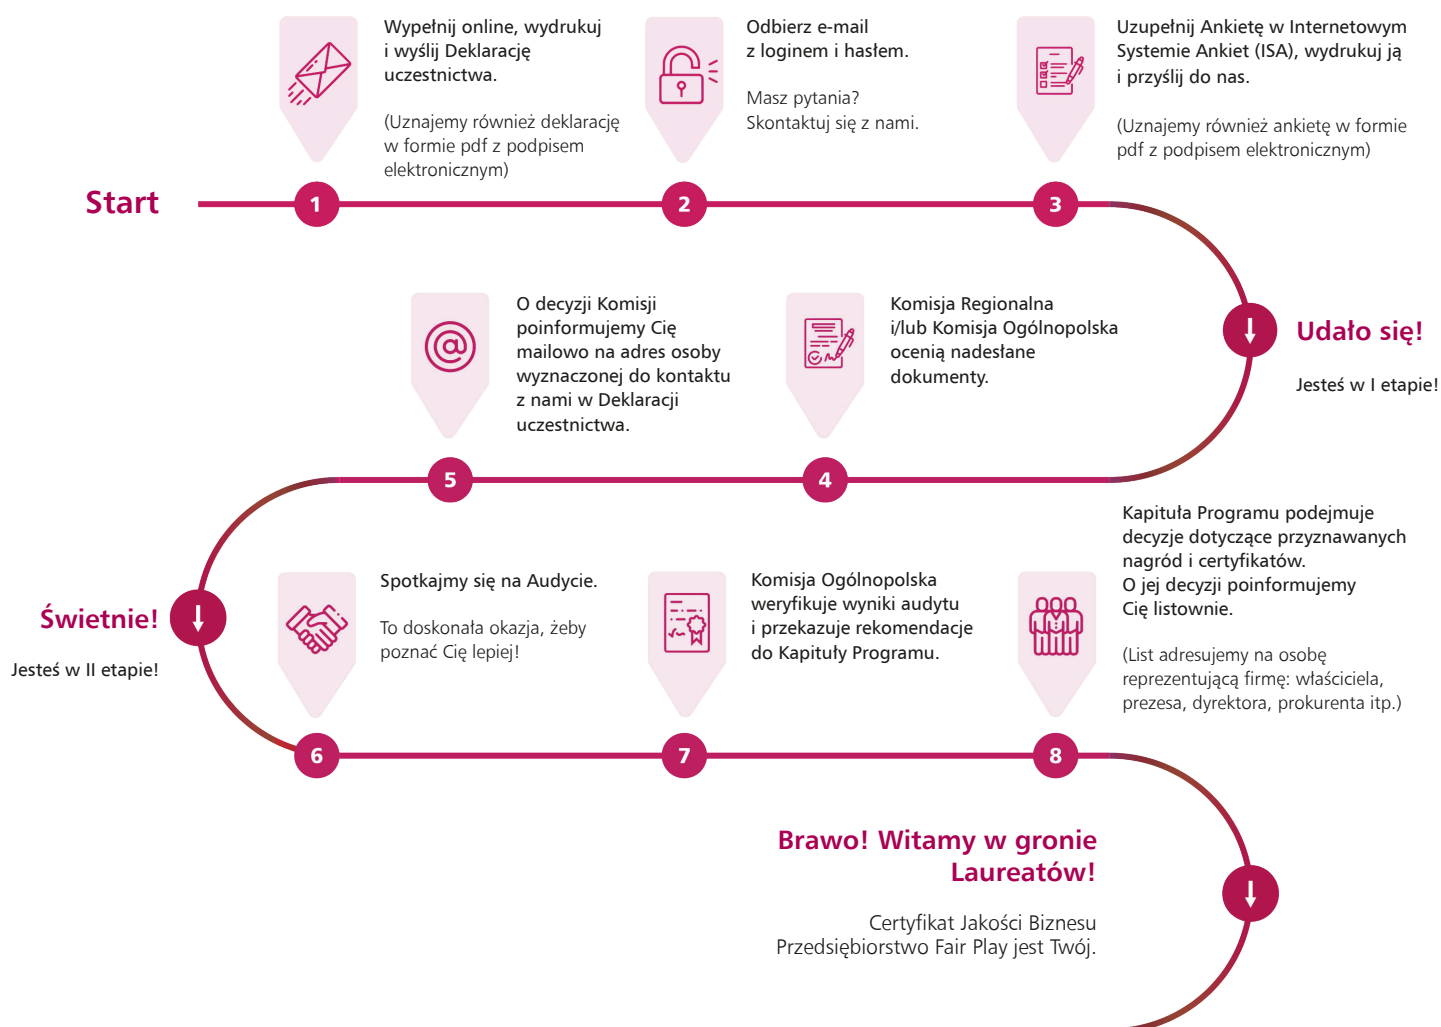 Wypełnij online, wydrukuj
i wyślij Deklarację
uczestnictwa.
(Uznajemy również deklarację
w formie pdf z podpisem
elektronicznym)
Odbierz e-mail
z loginem i hasłem.
Masz pytania?
Skontaktuj się z nami.
Uzupełnij Ankietę w Internetowym
Systemie Ankiet (ISA), wydrukuj ją
i przyślij do nas.
(Uznajemy również ankietę w formie
pdf z podpisem elektronicznym)
Start
1
2
3
Udało się!
Jesteś w I etapie!
Komisja Regionalna
i/lub Komisja Ogólnopolska
ocenią nadesłane
dokumenty.
4
O decyzji Komisji
poinformujemy Cię
mailowo na adres osoby
wyznaczonej do kontaktu
z nami w Deklaracji
uczestnictwa.
5
Świetnie!
Jesteś w II etapie!
Spotkajmy się na Audycie.
To doskonała okazja, żeby
poznać Cię lepiej!
6
Komisja Ogólnopolska
weryfikuje wyniki audytu
i przekazuje rekomendacje
do Kapituły Programu.
7
Kapituła Programu podejmuje
decyzje dotyczące przyznawanych
nagród i certyfikatów.
O jej decyzji poinformujemy
Cię listownie.
(List adresujemy na osobę
reprezentującą firmę: właściciela,
prezesa, dyrektora, prokurenta itp.)
8
Brawo! Witamy w gronie
Laureatów!
Certyfikat Jakości Biznesu
Przedsiębiorstwo Fair Play jest Twój.